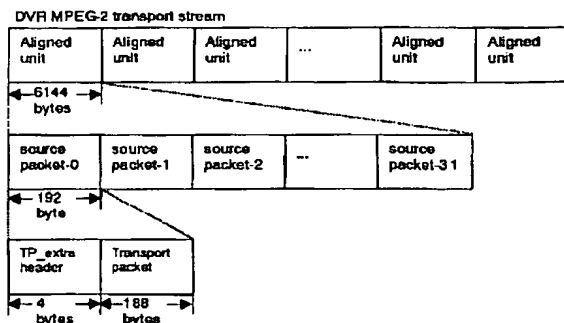 DVR MPEG-2 transport stream
Aligned unit
Aligned unit
Aligned unit
...
Aligned unit
Aligned unit
6144 bytes
source packet-0
source packet-1
source packet-2
...
source packet-31
192 byte
TP_extra header
Transport packet
4 bytes
188 bytes